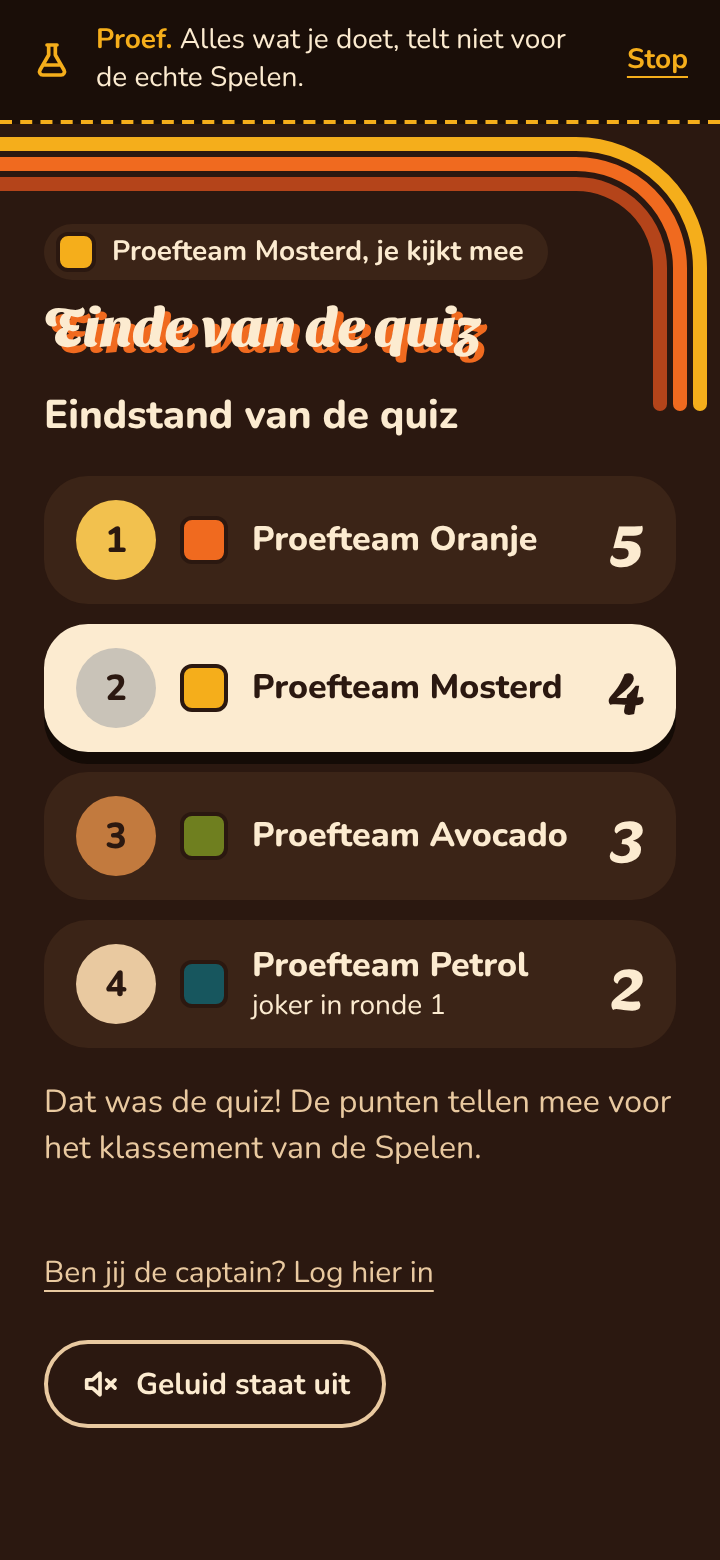 Proef. Alles wat je doet, telt niet voor
de echte Spelen.
Stop
Proefteam Mosterd, je kijkt mee
Einde van de quiz
Eindstand van de quiz
1 Proefteam Oranje 5
2 Proefteam Mosterd 4
3 Proefteam Avocado 3
4 Proefteam Petrol 2
joker in ronde 1
Dat was de quiz! De punten tellen mee voor
het klassement van de Spelen.
Ben jij de captain? Log hier in
Geluid staat uit